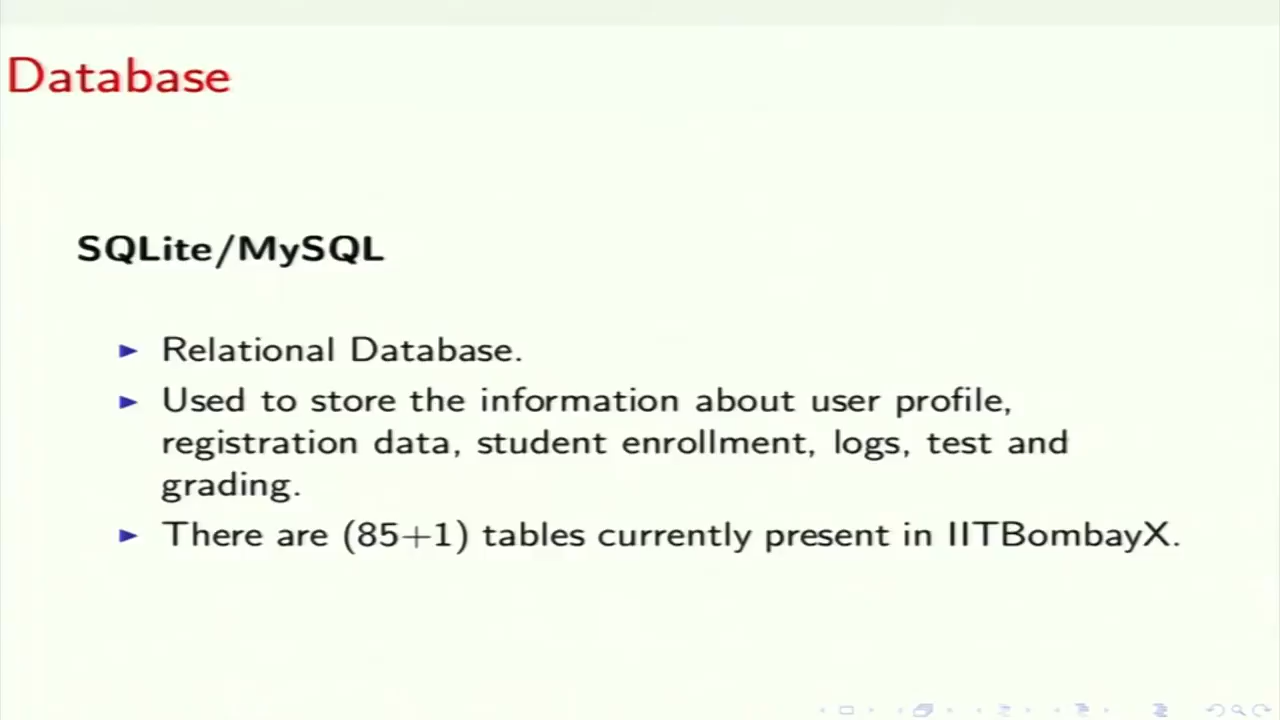 Database
SQLite/MySQL
Relational Database.
Used to store the information about user profile,
registration data, student enrollment, logs, test and
grading.
There are (85+1) tables currently present in IITBombayX.